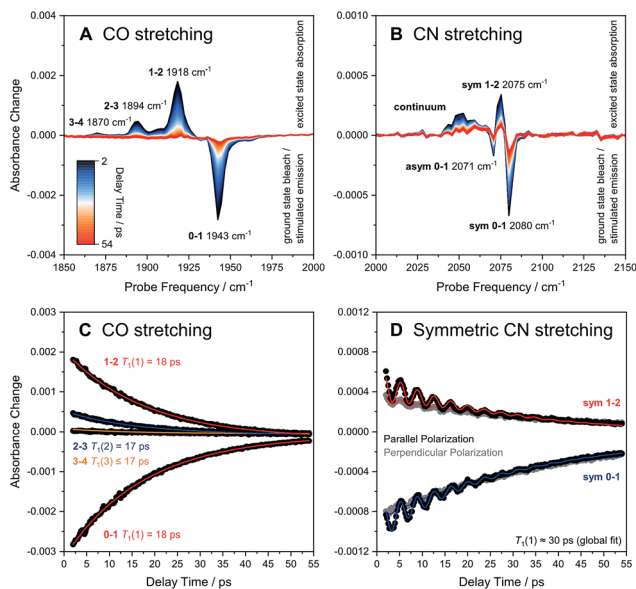 A CO stretching
1-2 1918 cm⁻¹
2-3 1894 cm⁻¹
3-4 1870 cm⁻¹
0-1 1943 cm⁻¹
2
Delay Time / ps
54
excited state absorption
ground state bleach /
stimulated emission
0.004
0.002
0.000
-0.002
-0.004
Absorbance Change
1850 1900 1950 2000
Probe Frequency / cm⁻¹
B CN stretching
sym 1-2 2075 cm⁻¹
continuum
asym 0-1 2071 cm⁻¹
sym 0-1 2080 cm⁻¹
excited state absorption
ground state bleach /
stimulated emission
0.0010
0.0005
0.0000
-0.0005
-0.0010
2000 2050 2100 2150
Probe Frequency / cm⁻¹
C CO stretching
1-2 T₁(1) = 18 ps
2-3 T₁(2) = 17 ps
3-4 T₁(3) ≤ 17 ps
0-1 T₁(1) = 18 ps
0.003
0.002
0.001
0.000
-0.001
-0.002
-0.003
Absorbance Change
0 5 10 15 20 25 30 35 40 45 50 55
Delay Time / ps
D Symmetric CN stretching
sym 1-2
Parallel Polarization
Perpendicular Polarization
sym 0-1
T₁(1) ≈ 30 ps (global fit)
0.0012
0.0008
0.0004
0.0000
-0.0004
-0.0008
-0.0012
0 5 10 15 20 25 30 35 40 45 50 55
Delay Time / ps